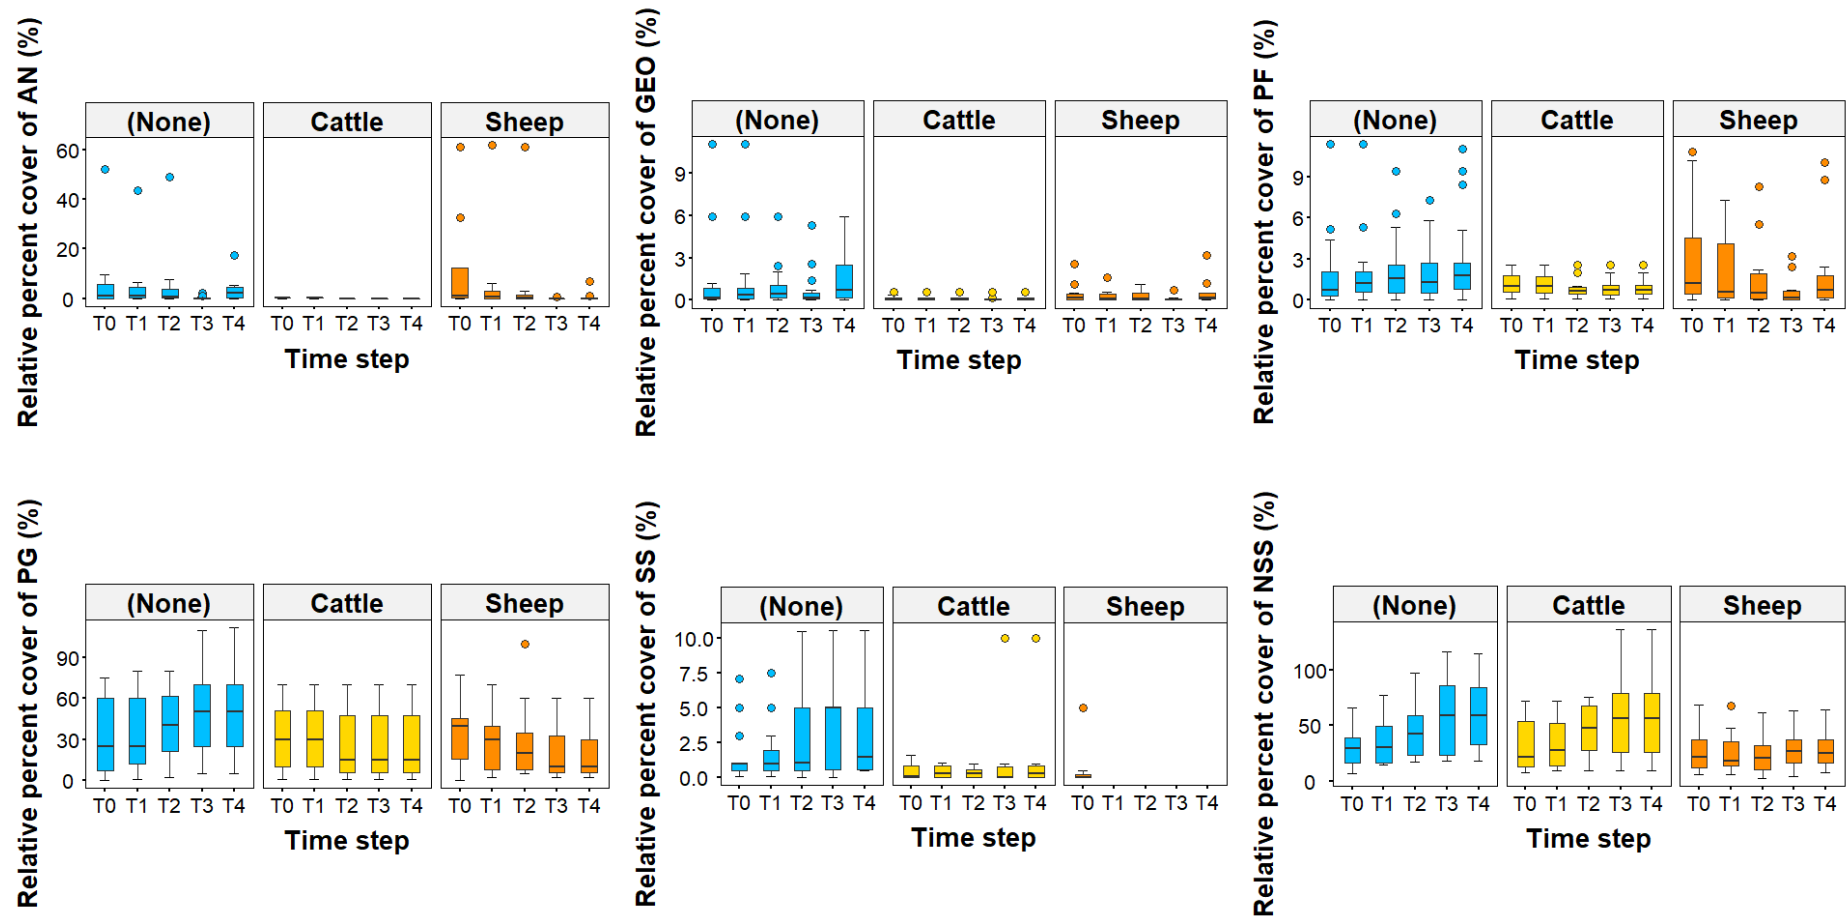 Relative percent cover of AN (%)
(None) Cattle Sheep
60
40
20
0
T0 T1 T2 T3 T4 T0 T1 T2 T3 T4 T0 T1 T2 T3 T4
Time step
Relative percent cover of GEO (%)
(None) Cattle Sheep
9
6
3
0
T0 T1 T2 T3 T4 T0 T1 T2 T3 T4 T0 T1 T2 T3 T4
Time step
Relative percent cover of PF (%)
(None) Cattle Sheep
9
6
3
0
T0 T1 T2 T3 T4 T0 T1 T2 T3 T4 T0 T1 T2 T3 T4
Time step
Relative percent cover of PG (%)
(None) Cattle Sheep
90
60
30
0
T0 T1 T2 T3 T4 T0 T1 T2 T3 T4 T0 T1 T2 T3 T4
Time step
Relative percent cover of SS (%)
(None) Cattle Sheep
10.0
7.5
5.0
2.5
0.0
T0 T1 T2 T3 T4 T0 T1 T2 T3 T4 T0 T1 T2 T3 T4
Time step
Relative percent cover of NSS (%)
(None) Cattle Sheep
100
50
0
T0 T1 T2 T3 T4 T0 T1 T2 T3 T4 T0 T1 T2 T3 T4
Time step